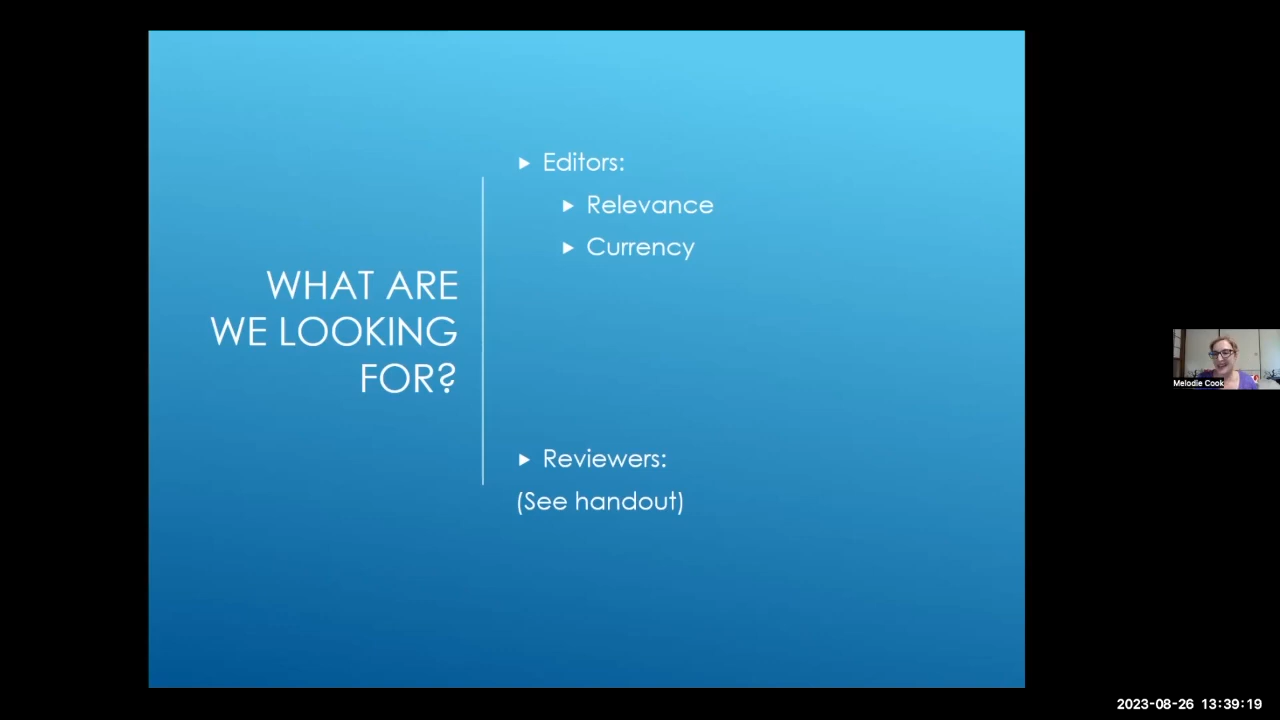 WHAT ARE
WE LOOKING
FOR?
Editors:
Relevance
Currency
Reviewers:
(See handout)
Melodie Cook
2023-08-26 13:39:19